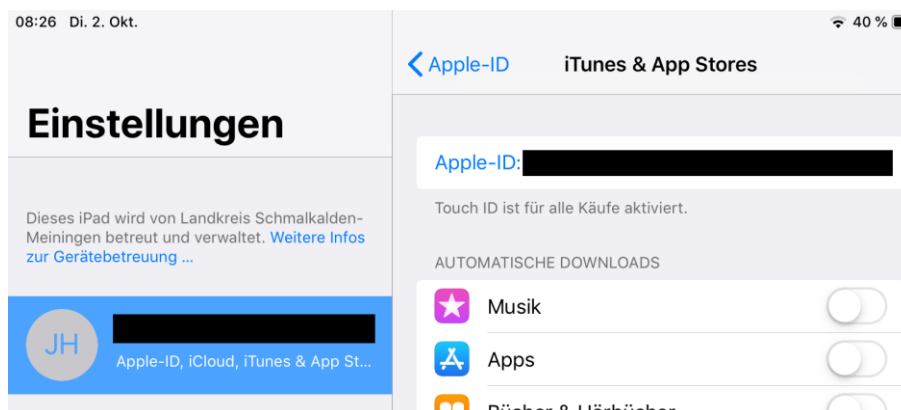 08:26 Di. 2. Okt.
40 %
Einstellungen
Dieses iPad wird von Landkreis Schmalkalden-
Meiningen betreut und verwaltet. Weitere Infos
zur Gerätebetreuung ...
JH
Apple-ID, iCloud, iTunes & App St...
Apple-ID
iTunes & App Stores
Apple-ID:
Touch ID ist für alle Käufe aktiviert.
AUTOMATISCHE DOWNLOADS
Musik
Apps
Bücher & Hörbücher